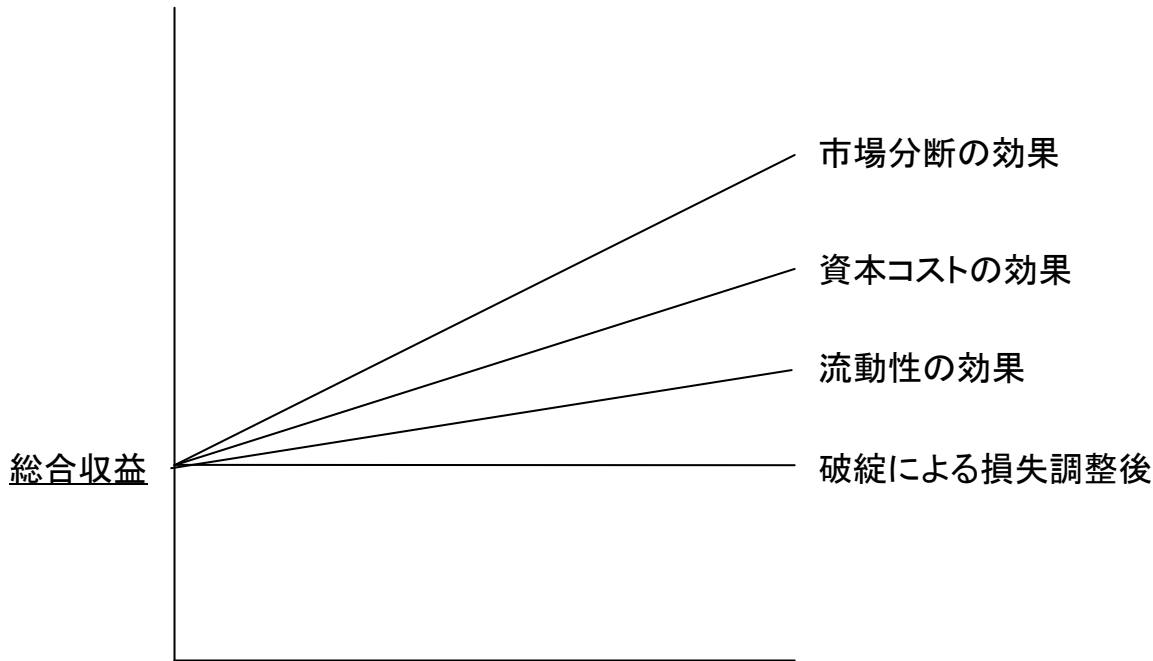 市場分断の効果
資本コストの効果
流動性の効果
総合収益
破綻による損失調整後